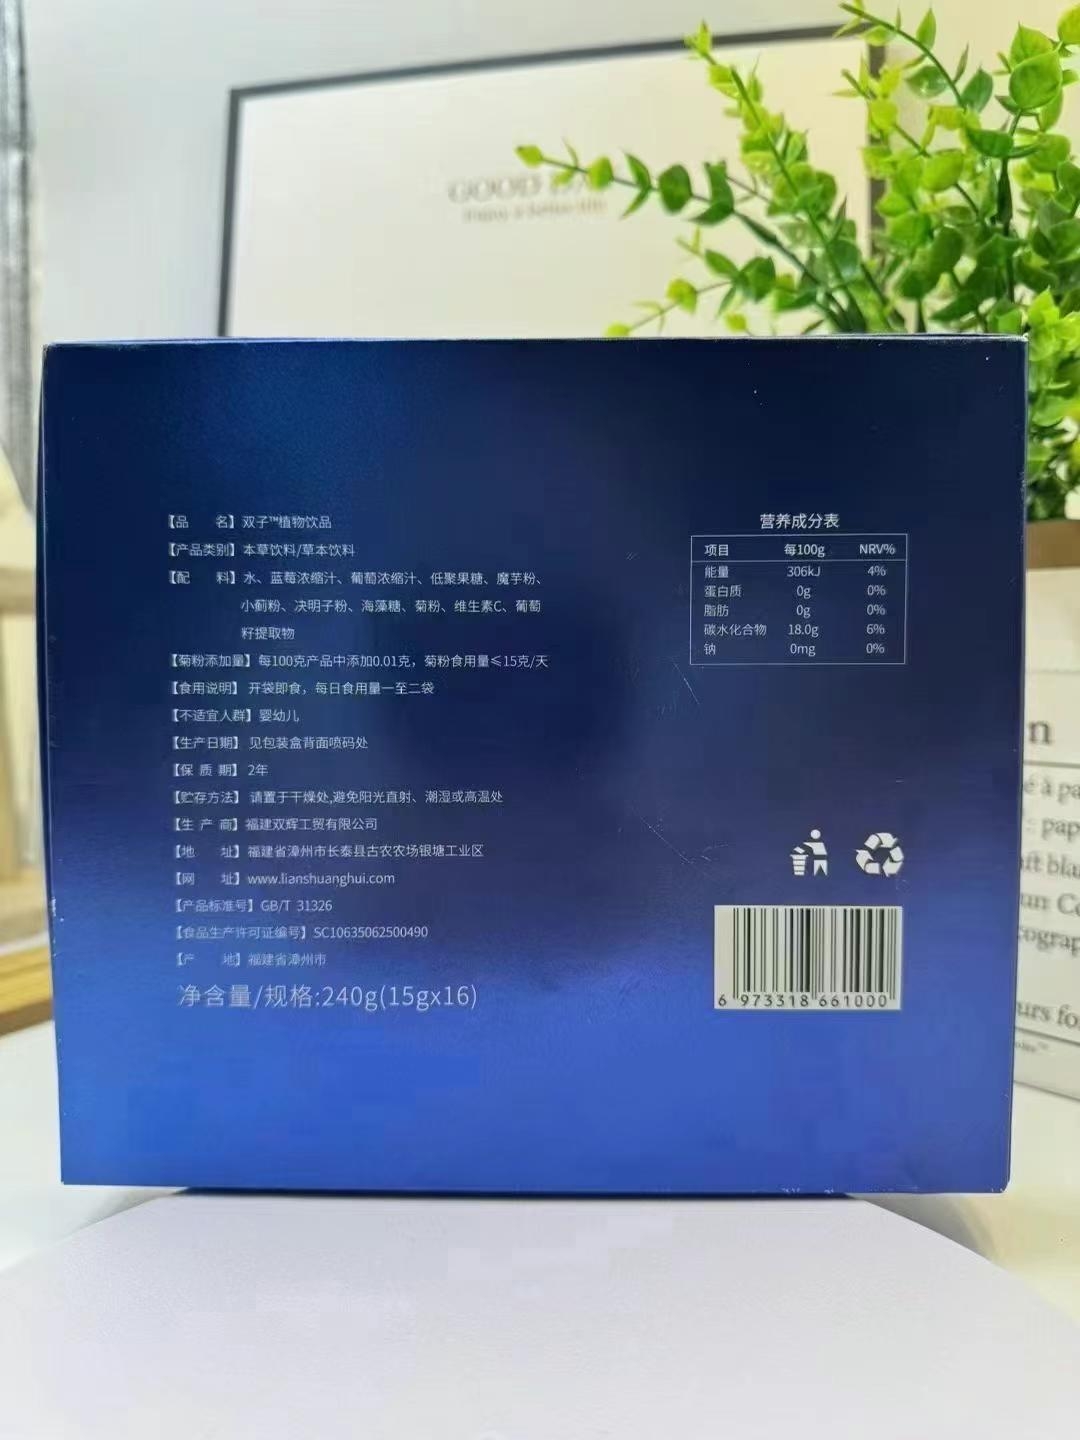 GOOD
Enjoy a better life
【品 名】双子™植物饮品
【产品类别】本草饮料/草本饮料
【配 料】水、蓝莓浓缩汁、葡萄浓缩汁、低聚果糖、魔芋粉、
小蓟粉、决明子粉、海藻糖、菊粉、维生素C、葡萄
籽提取物
【菊粉添加量】每100克产品中添加0.01克，菊粉食用量≤15克/天
【食用说明】开袋即食，每日食用量一至二袋
【不适宜人群】婴幼儿
【生产日期】见包装盒背面喷码处
【保 质 期】2年
【贮存方法】请置于干燥处,避免阳光直射、潮湿或高温处
【生 产 商】福建双辉工贸有限公司
【地 址】福建省漳州市长泰县古农农场银塘工业区
【网 址】www.lianshuanghui.com
【产品标准号】GB/T 31326
【食品生产许可证编号】SC10635062500490
【产 地】福建省漳州市
净含量/规格:240g(15gx16)
营养成分表
项目 每100g NRV%
能量 306kJ 4%
蛋白质 0g 0%
脂肪 0g 0%
碳水化合物 18.0g 6%
钠 0mg 0%
6 973318 661000
n
é à pa
: pap
ft bla
un Co
ograp
urs fo